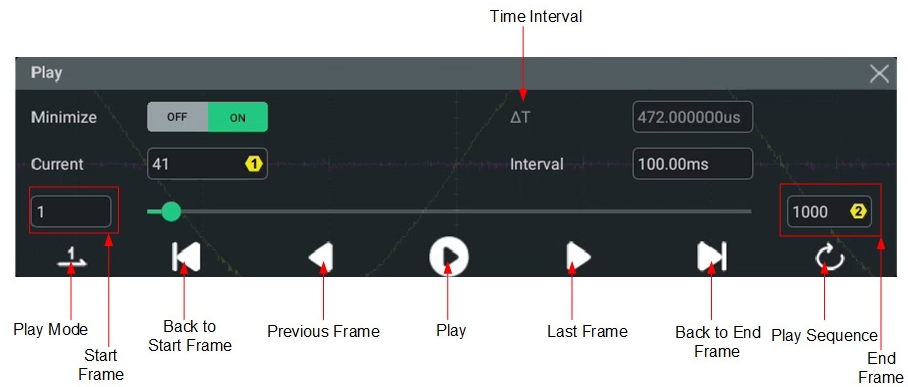 Time Interval
Play
Minimize OFF ON ΔT 472.000000us
Current 41 1 Interval 100.00ms
1 1000 2
1
Play Mode
Back to
Start Frame
Previous Frame
Play
Last Frame
Back to End
Frame
Play Sequence
Start
Frame
End
Frame